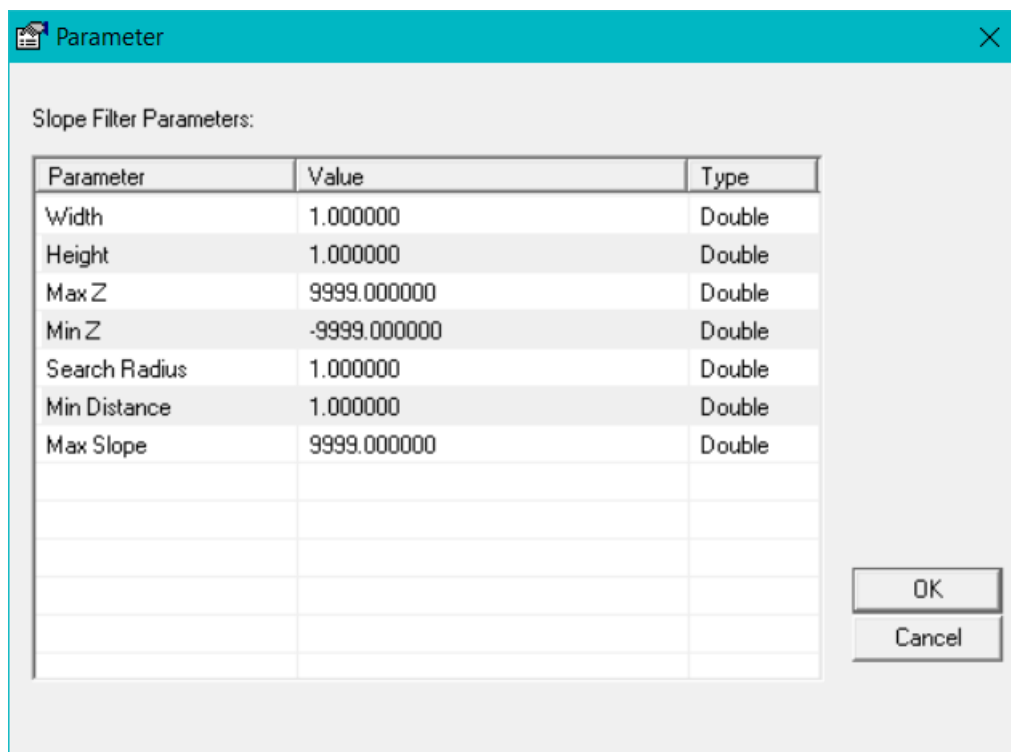 Parameter
Slope Filter Parameters:
Parameter Value Type
Width 1.000000 Double
Height 1.000000 Double
Max Z 9999.000000 Double
Min Z -9999.000000 Double
Search Radius 1.000000 Double
Min Distance 1.000000 Double
Max Slope 9999.000000 Double
OK
Cancel